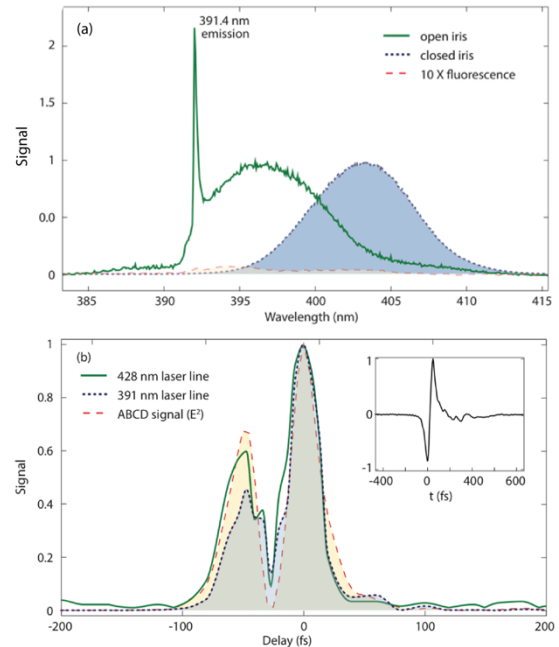 (a)
391.4 nm
emission
open iris
closed iris
10 X fluorescence
2
1.5
1
0.0
0
Signal
385
390
395
400
405
410
415
Wavelength (nm)
(b)
428 nm laser line
391 nm laser line
ABCD signal (E²)
1
0.8
0.6
0.4
0.2
0
Signal
1
0
-1
-400
0
300
600
t (fs)
-200
-100
0
100
200
Delay (fs)